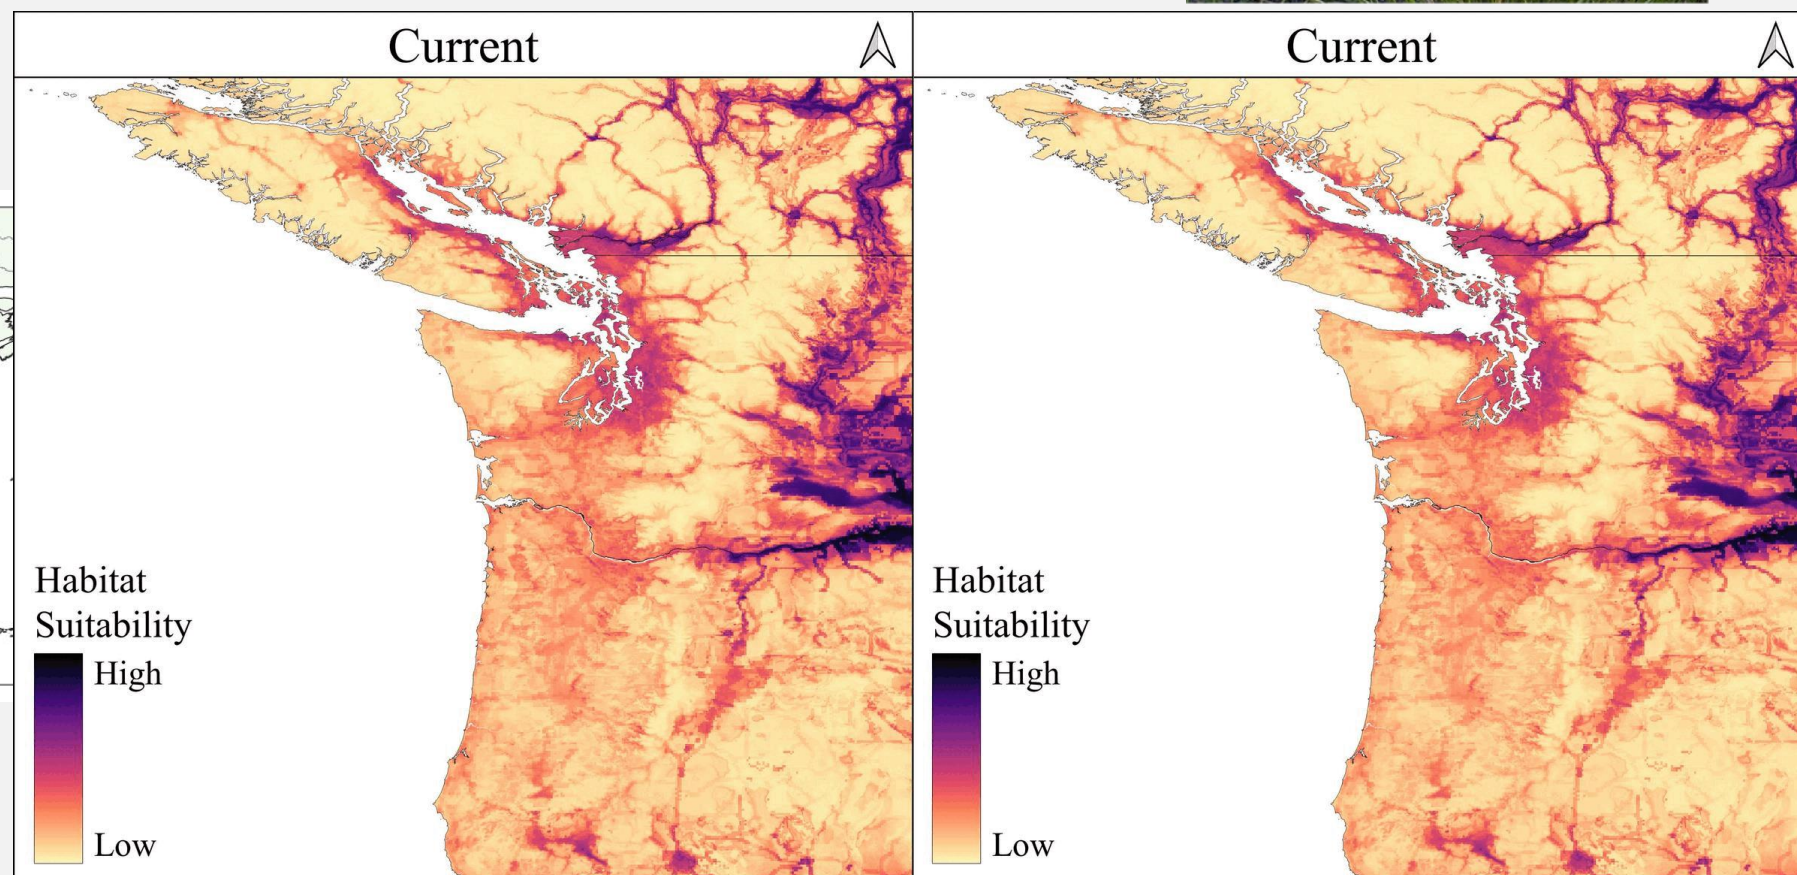 Current
Habitat
Suitability
High
Low
Current
Habitat
Suitability
High
Low